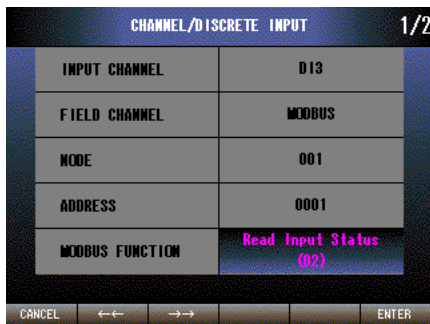 CHANNEL/DISCRETE INPUT 1/2
INPUT CHANNEL DI3
FIELD CHANNEL MODBUS
NODE 001
ADDRESS 0001
MODBUS FUNCTION Read Input Status
(02)
CANCEL ←← →→ ENTER